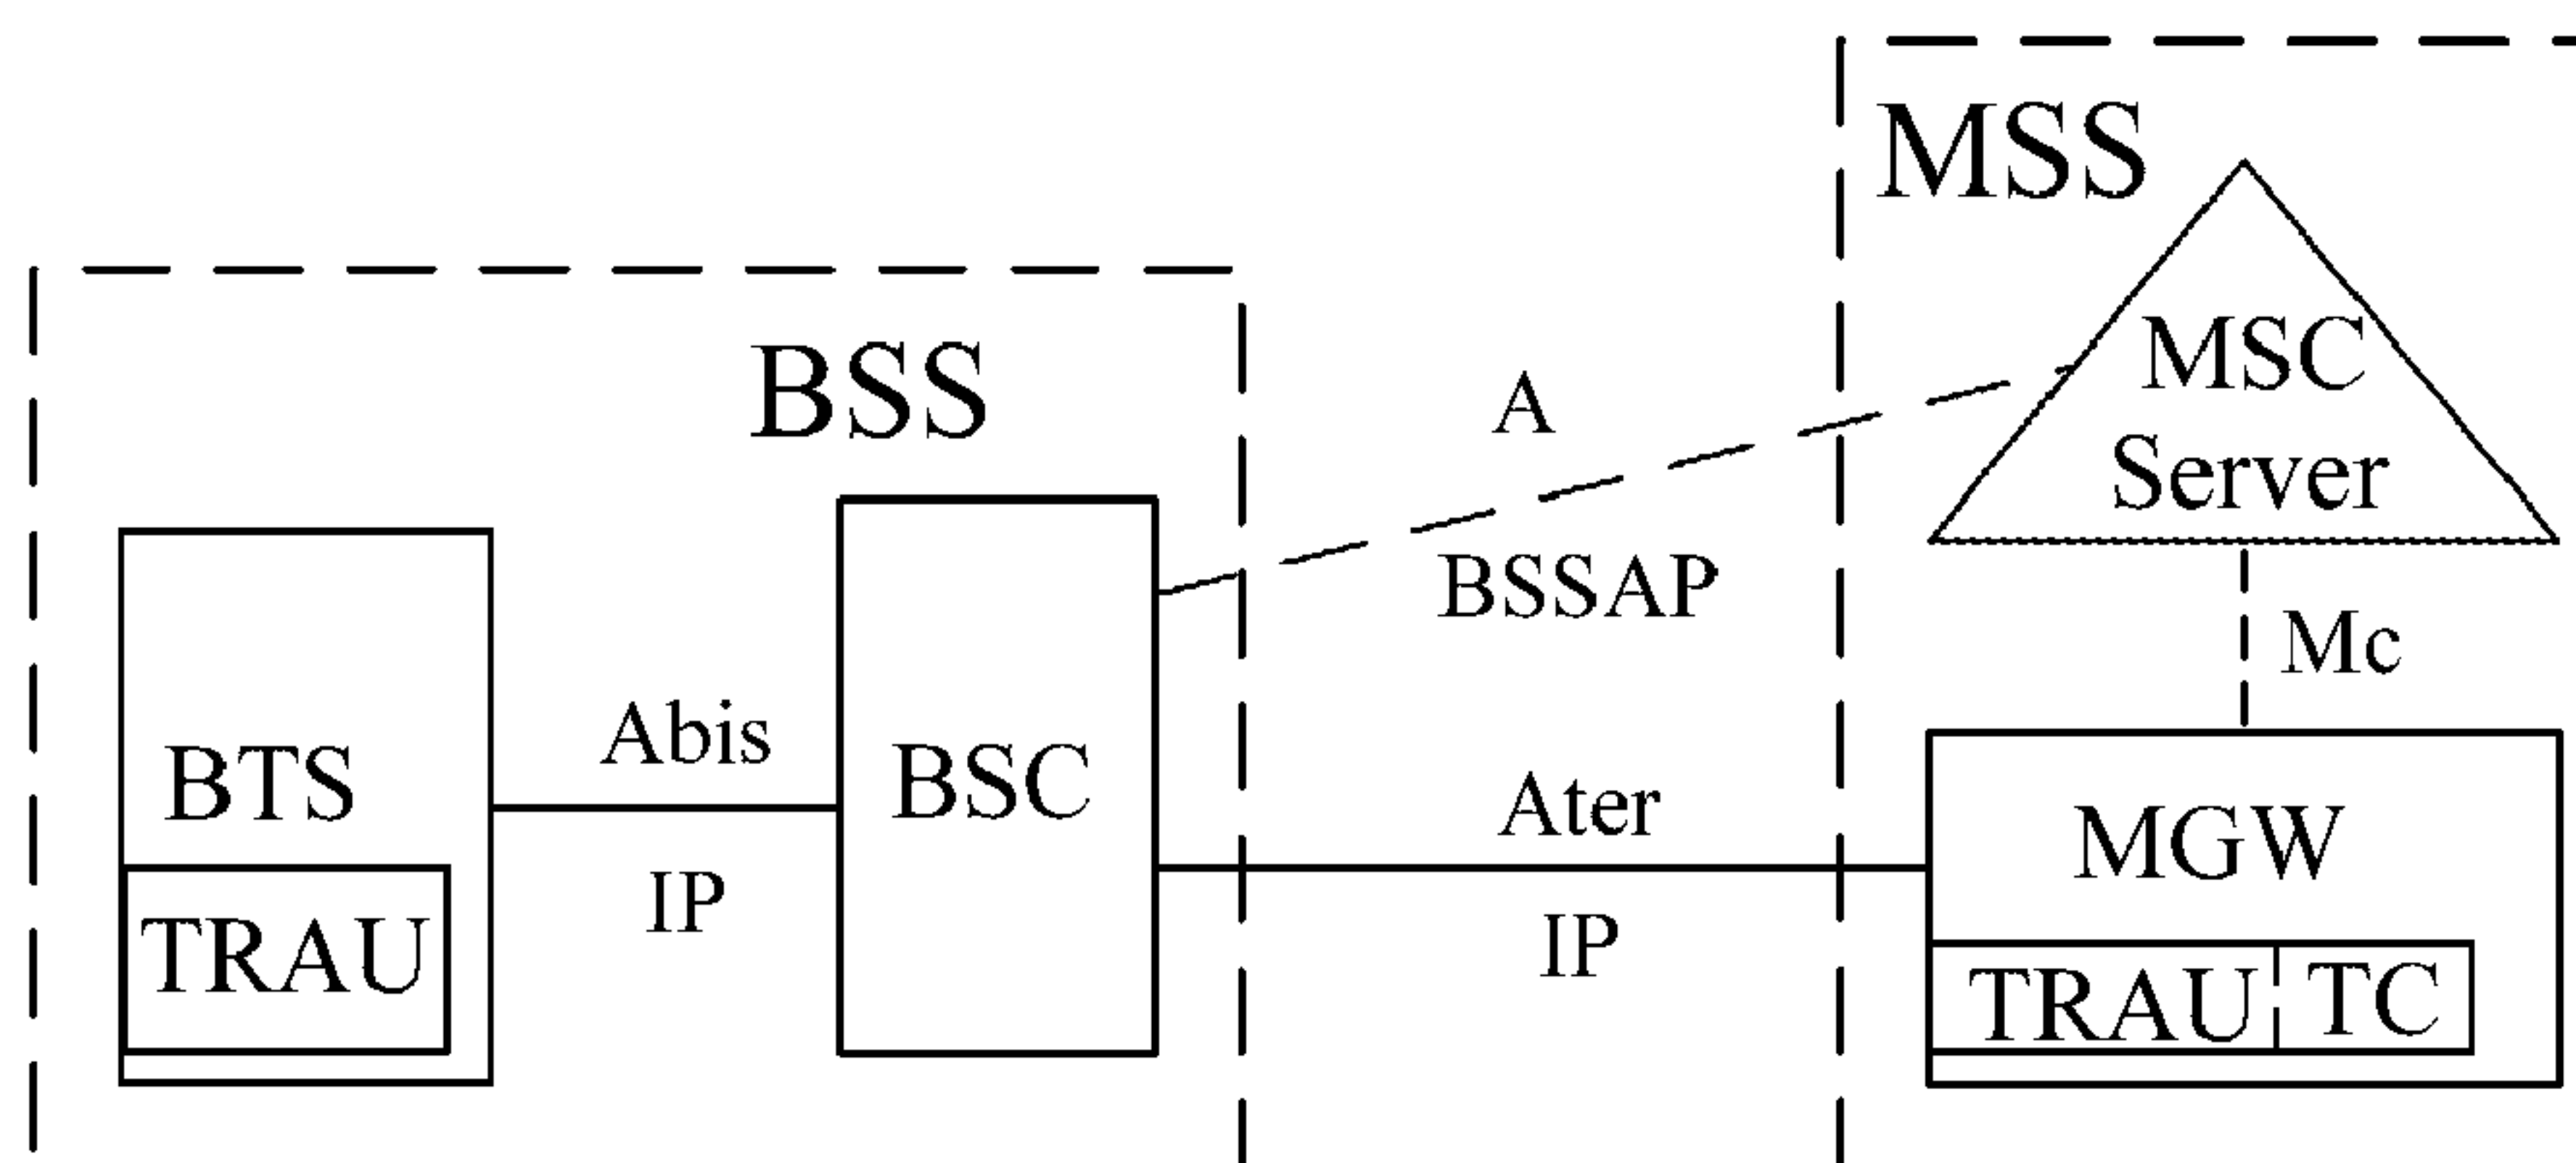 MSS
MSC
Server
BSS
A
BSSAP
Mc
Abis
BTS
BSC
IP
Ater
IP
MGW
TRAU
TRAU
TC